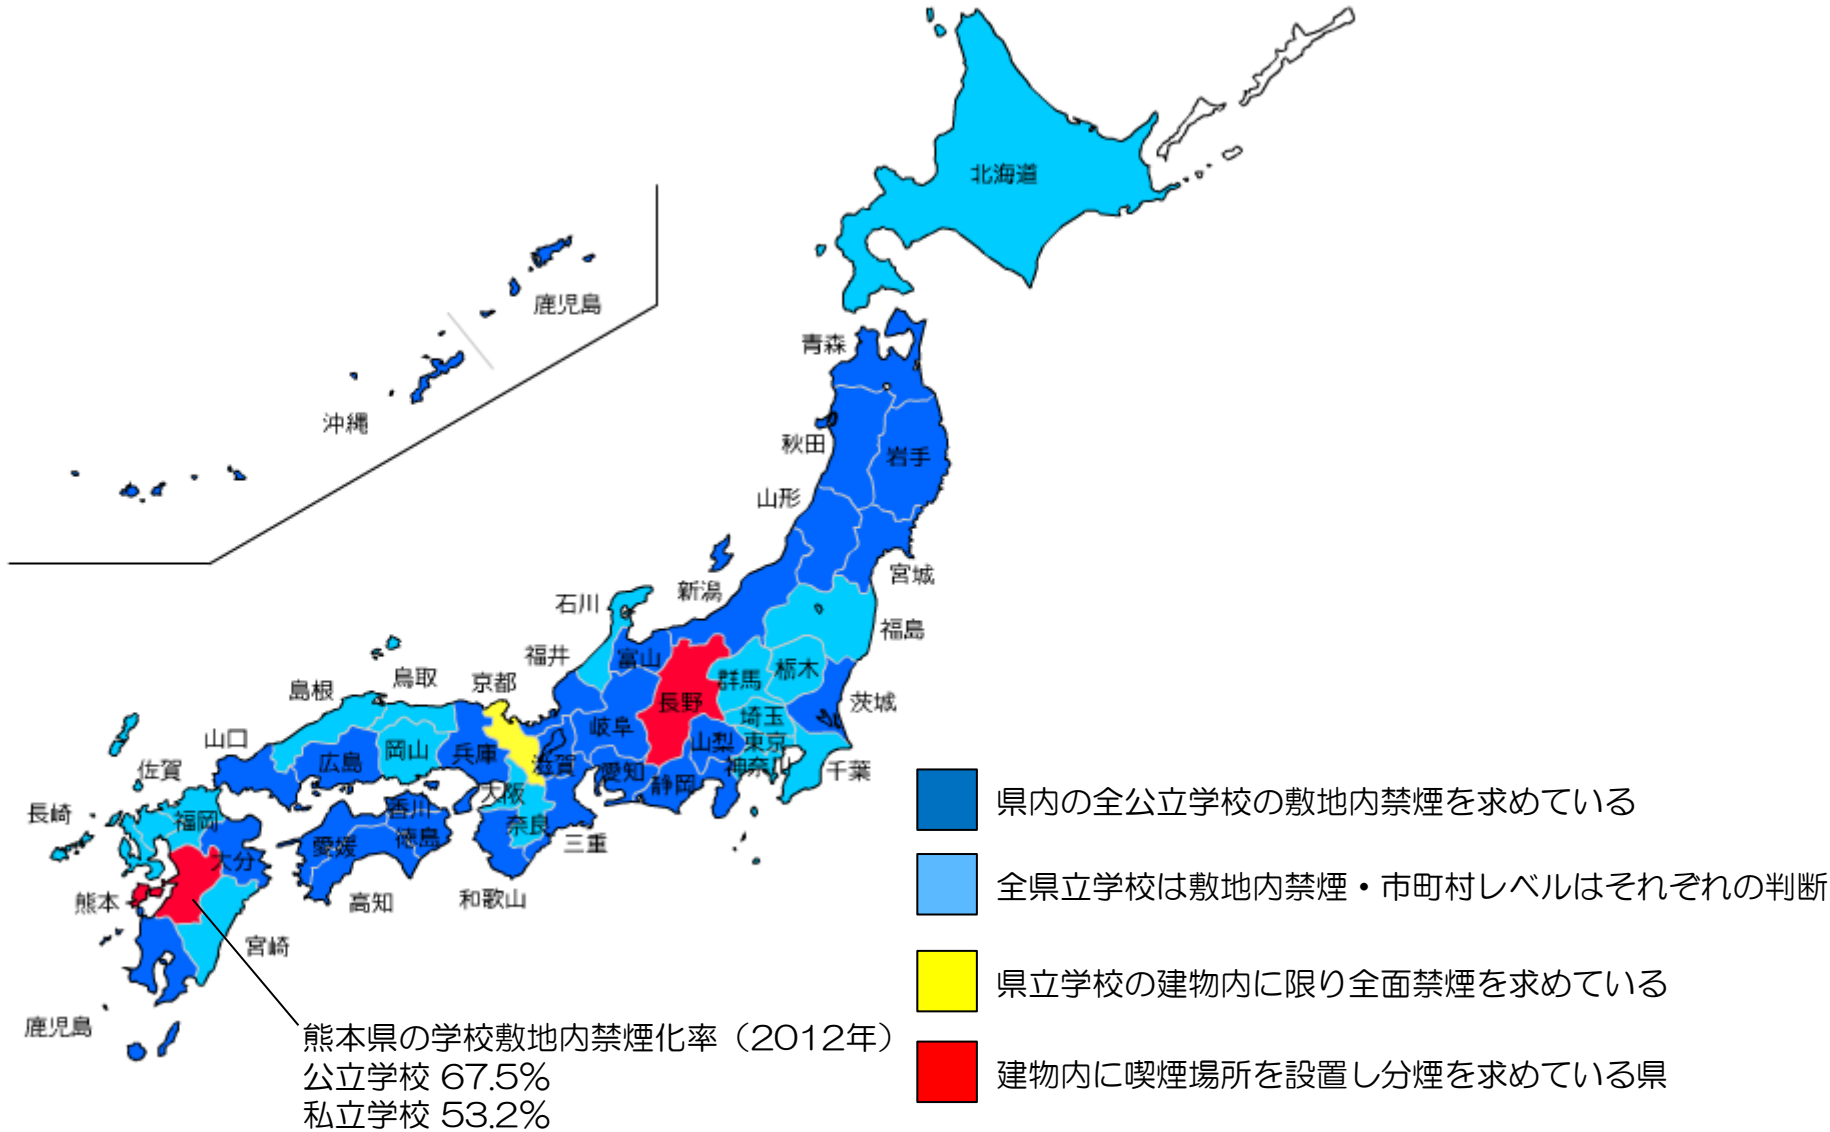 北海道
鹿児島
沖縄
青森
秋田
岩手
山形
宮城
新潟
石川
福島
福井
富山
群馬
栃木
島根
鳥取
京都
長野
茨城
山口
岐阜
埼玉
広島
岡山
兵庫
滋賀
山梨
東京
佐賀
愛知
静岡
神奈川
千葉
長崎
福岡
大阪
香川
奈良
愛媛
徳島
三重
大分
熊本
高知
和歌山
宮崎
鹿児島
県内の全公立学校の敷地内禁煙を求めている
全県立学校は敷地内禁煙・市町村レベルはそれぞれの判断
県立学校の建物内に限り全面禁煙を求めている
建物内に喫煙場所を設置し分煙を求めている県
熊本県の学校敷地内禁煙化率（2012年）
公立学校 67.5%
私立学校 53.2%